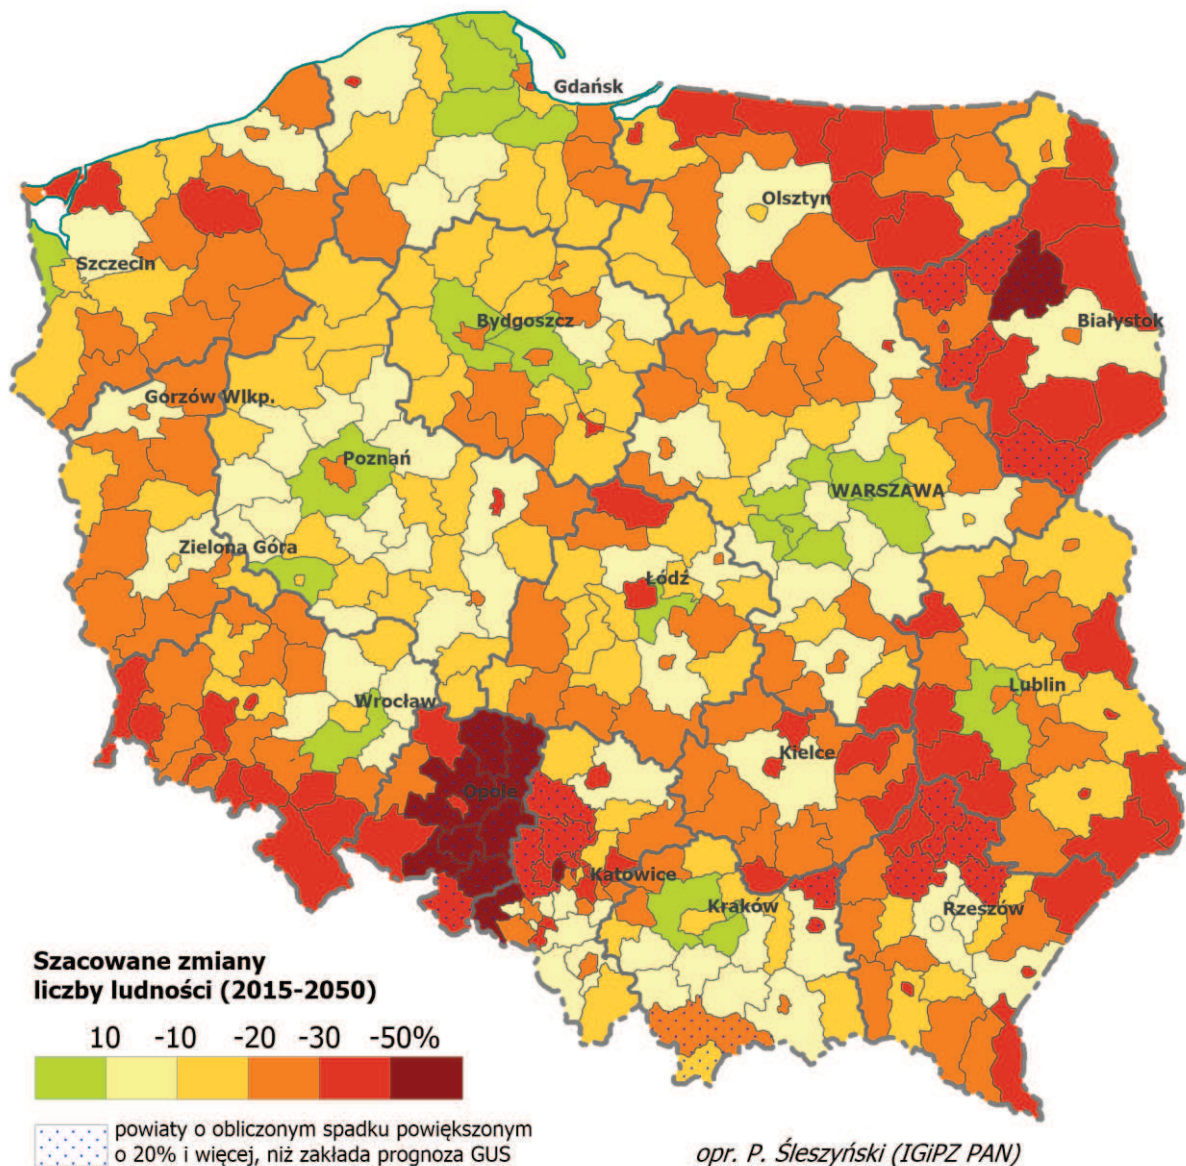 Gdańsk
Olsztyn
Szczecin
Bydgoszcz
Białystok
Gorzów Wlkp.
Poznań
WARSZAWA
Zielona Góra
Łódź
Wrocław
Lublin
Kielce
Opole
Katowice
Kraków
Rzeszów
Szacowane zmiany
liczby ludności (2015-2050)
10 -10 -20 -30 -50%
powiaty o obliczonym spadku powiększonym
o 20% i więcej, niż zakłada prognoza GUS
opr. P. Śleszyński (IGiPZ PAN)